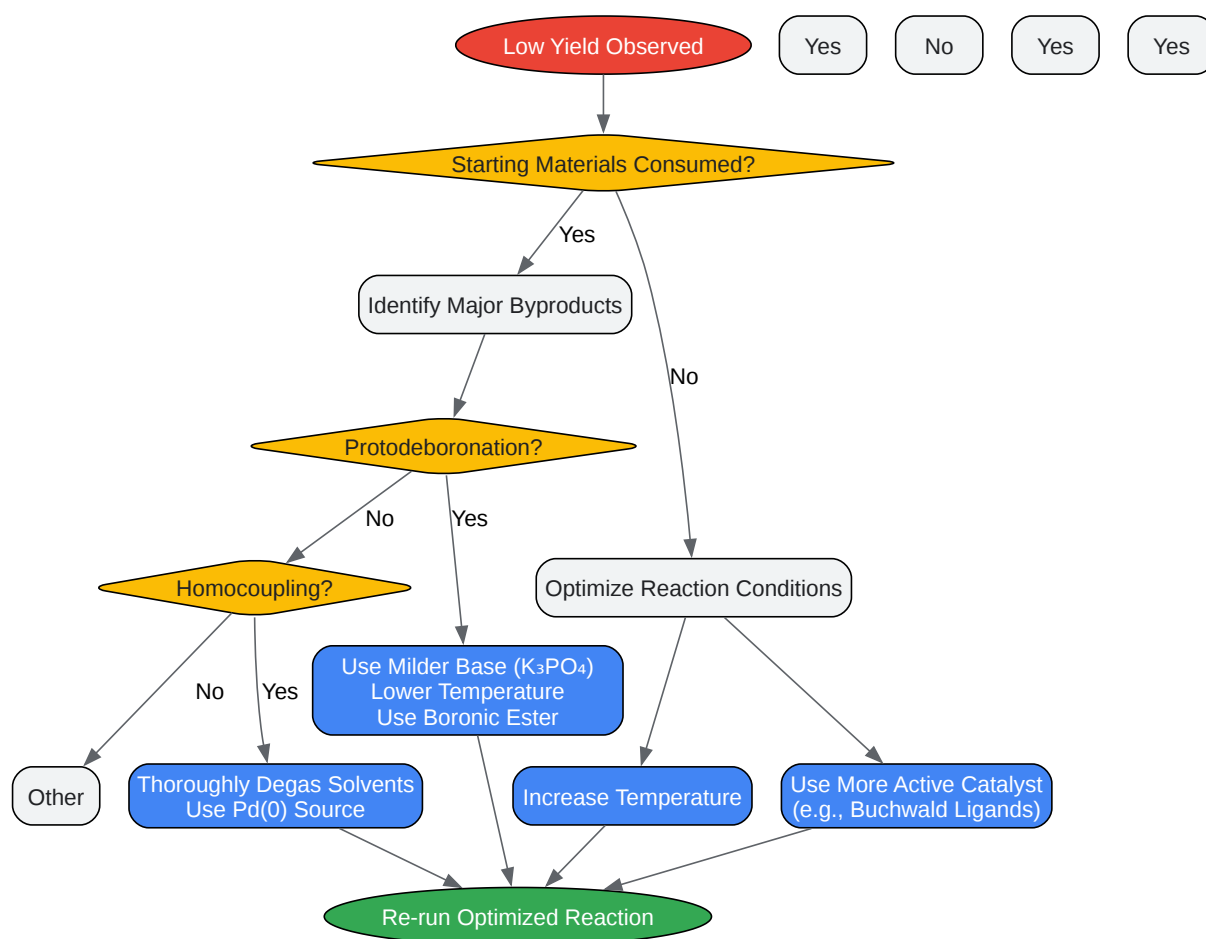 Low Yield Observed
Yes
No
Yes
Yes
Starting Materials Consumed?
Yes
Identify Major Byproducts
No
Protodeboronation?
No
Yes
Homocoupling?
Optimize Reaction Conditions
No
Yes
Use Milder Base (K₃PO₄)
Lower Temperature
Use Boronic Ester
Other
Thoroughly Degas Solvents
Use Pd(0) Source
Increase Temperature
Use More Active Catalyst
(e.g., Buchwald Ligands)
Re-run Optimized Reaction